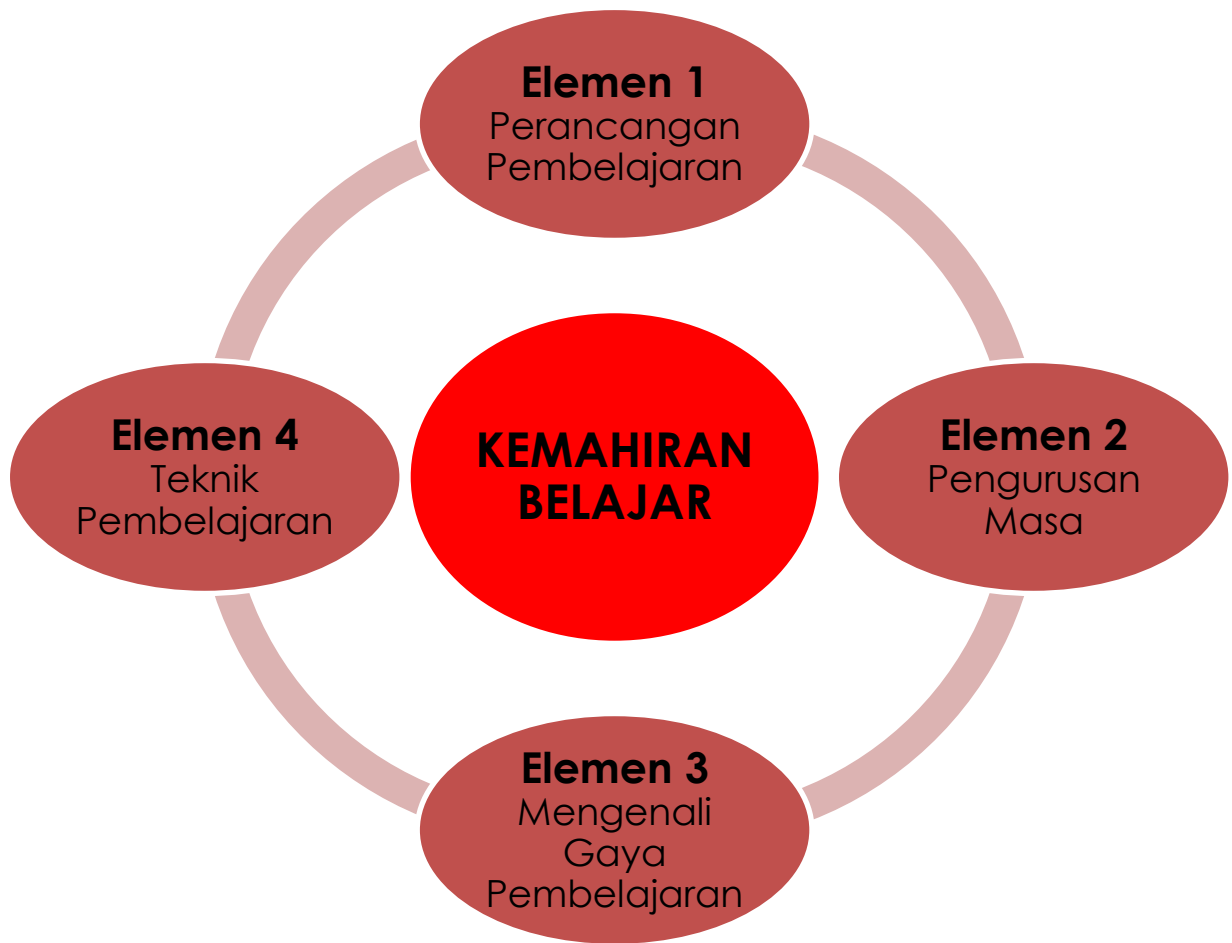 Elemen 1
Perancangan
Pembelajaran
Elemen 4
Teknik
Pembelajaran
KEMAHIRAN
BELAJAR
Elemen 2
Pengurusan
Masa
Elemen 3
Mengenali
Gaya
Pembelajaran